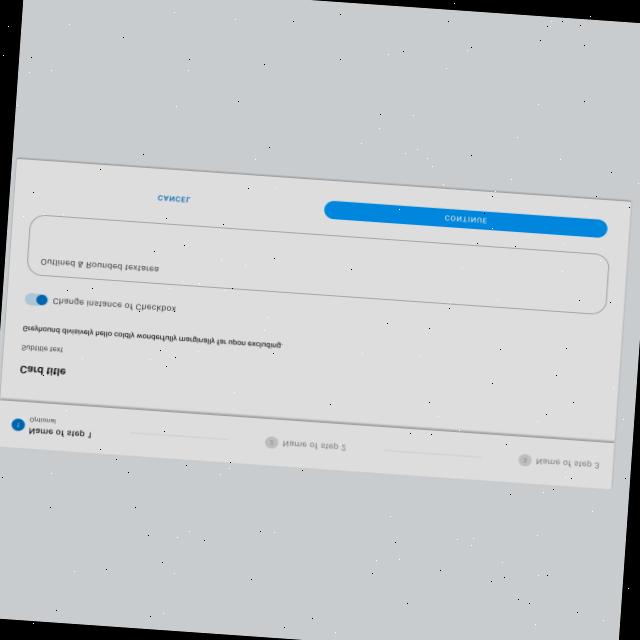 1 Name of step 1
Optional
2 Name of step 2
3 Name of step 3
Card title
Subtitle text
Greyhound divisively hello coldly wonderfully marginally far upon excluding.
Change instance of Checkbox
Outlined & Rounded textarea
CANCEL
CONTINUE